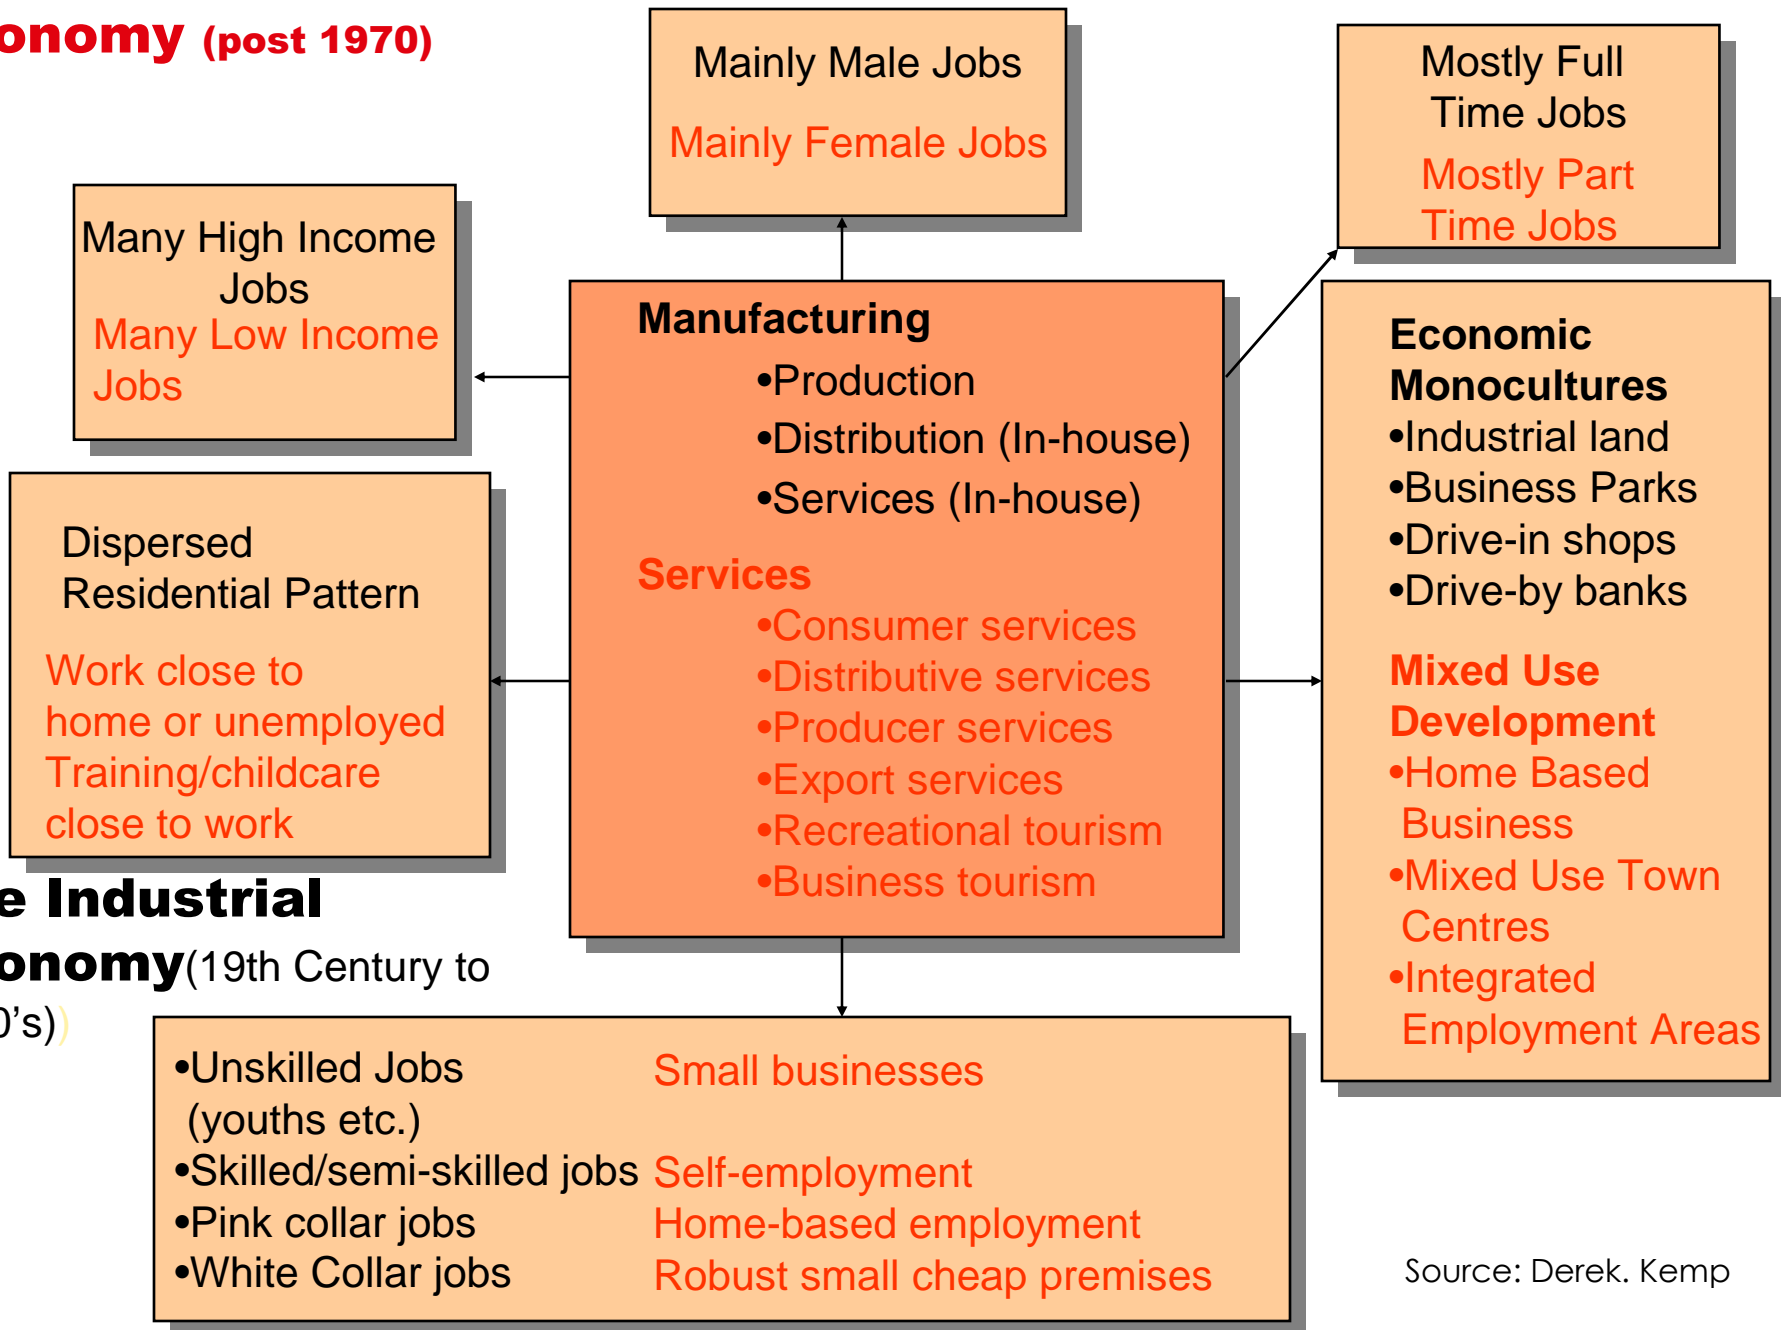 onomy (post 1970)
Mainly Male Jobs
Mainly Female Jobs
Mostly Full
Time Jobs
Mostly Part
Time Jobs
Many High Income
Jobs
Many Low Income
Jobs
Manufacturing
•Production
•Distribution (In-house)
•Services (In-house)
Services
•Consumer services
•Distributive services
•Producer services
•Export services
•Recreational tourism
•Business tourism
Economic
Monocultures
•Industrial land
•Business Parks
•Drive-in shops
•Drive-by banks
Mixed Use
Development
•Home Based
Business
•Mixed Use Town
Centres
•Integrated
Employment Areas
Dispersed
Residential Pattern
Work close to
home or unemployed
Training/childcare
close to work
e Industrial
onomy(19th Century to
0's))
•Unskilled Jobs
(youths etc.)
•Skilled/semi-skilled jobs
•Pink collar jobs
•White Collar jobs
Small businesses
Self-employment
Home-based employment
Robust small cheap premises
Source: Derek. Kemp